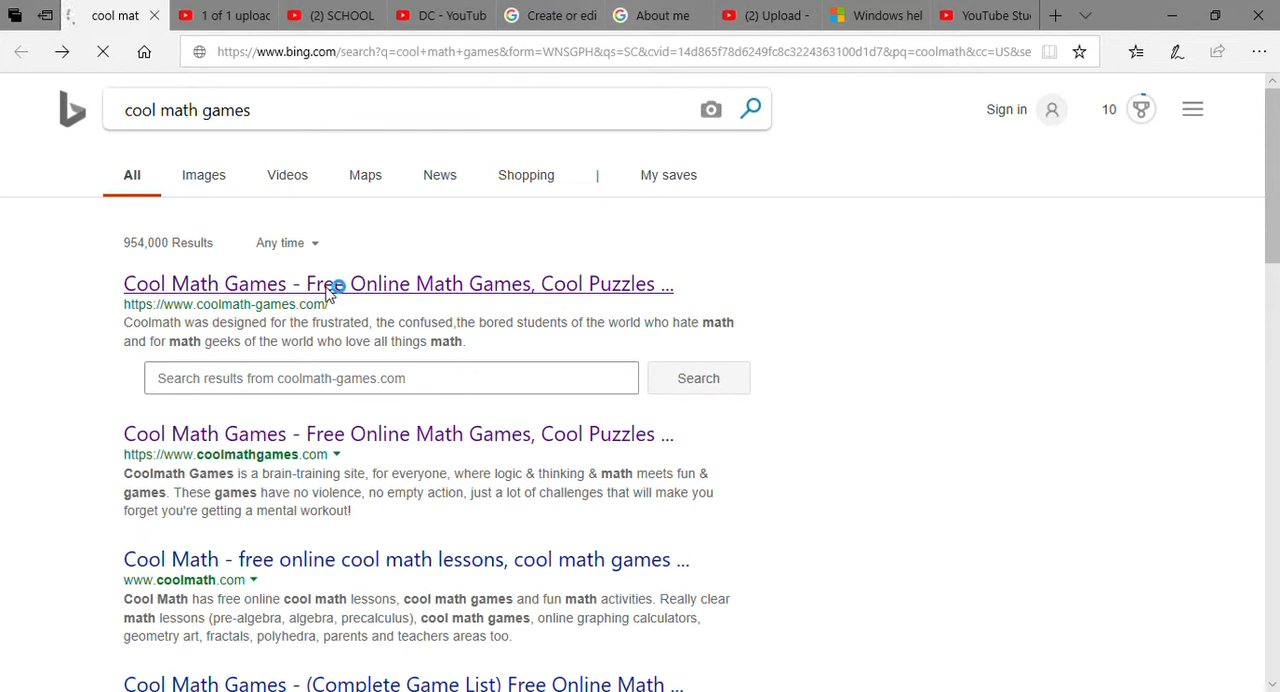 cool mat
1 of 1 uploac
(2) SCHOOL
DC - YouTub
Create or edi
About me
(2) Upload -
Windows hel
YouTube Stu
https://www.bing.com/search?q=cool+math+games&form=WNSGPH&qs=SC&cvid=14d865f78d6249fc8c3224363100d1d7&pq=coolmath&cc=US&se
cool math games
Sign in
10
All
Images
Videos
Maps
News
Shopping
|
My saves
954,000 Results
Any time
Cool Math Games - Free Online Math Games, Cool Puzzles ...
https://www.coolmath-games.com/
Coolmath was designed for the frustrated, the confused,the bored students of the world who hate math
and for math geeks of the world who love all things math.
Search results from coolmath-games.com
Search
Cool Math Games - Free Online Math Games, Cool Puzzles ...
https://www.coolmathgames.com
Coolmath Games is a brain-training site, for everyone, where logic & thinking & math meets fun &
games. These games have no violence, no empty action, just a lot of challenges that will make you
forget you're getting a mental workout!
Cool Math - free online cool math lessons, cool math games ...
www.coolmath.com
Cool Math has free online cool math lessons, cool math games and fun math activities. Really clear
math lessons (pre-algebra, algebra, precalculus), cool math games, online graphing calculators,
geometry art, fractals, polyhedra, parents and teachers areas too.
Cool Math Games - (Complete Game List) Free Online Math ...